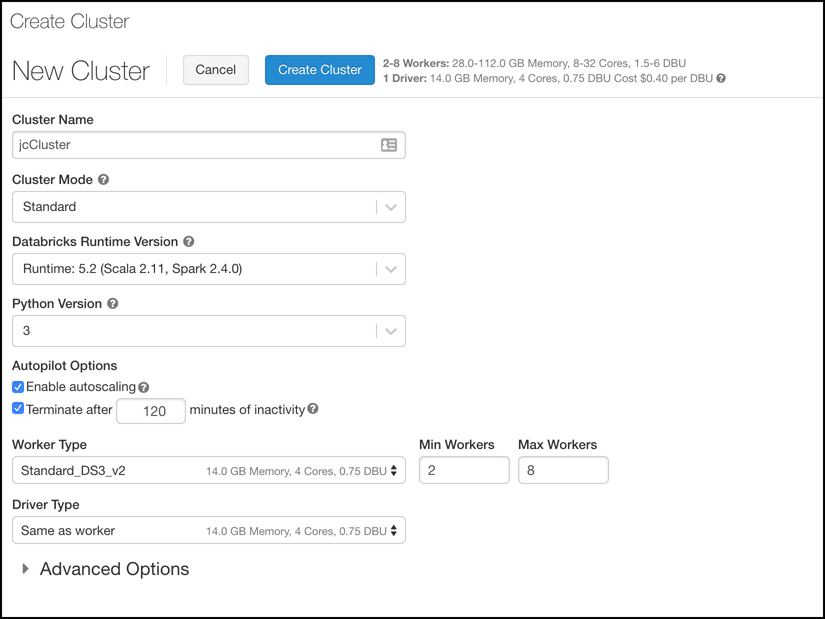 Create Cluster
New Cluster
Cancel
Create Cluster
2-8 Workers: 28.0-112.0 GB Memory, 8-32 Cores, 1.5-6 DBU
1 Driver: 14.0 GB Memory, 4 Cores, 0.75 DBU Cost $0.40 per DBU ?
Cluster Name
jcCluster
Cluster Mode ?
Standard
Databricks Runtime Version ?
Runtime: 5.2 (Scala 2.11, Spark 2.4.0)
Python Version ?
3
Autopilot Options
Enable autoscaling ?
Terminate after 120 minutes of inactivity ?
Worker Type Min Workers Max Workers
Standard_DS3_v2 14.0 GB Memory, 4 Cores, 0.75 DBU 2 8
Driver Type
Same as worker 14.0 GB Memory, 4 Cores, 0.75 DBU
Advanced Options